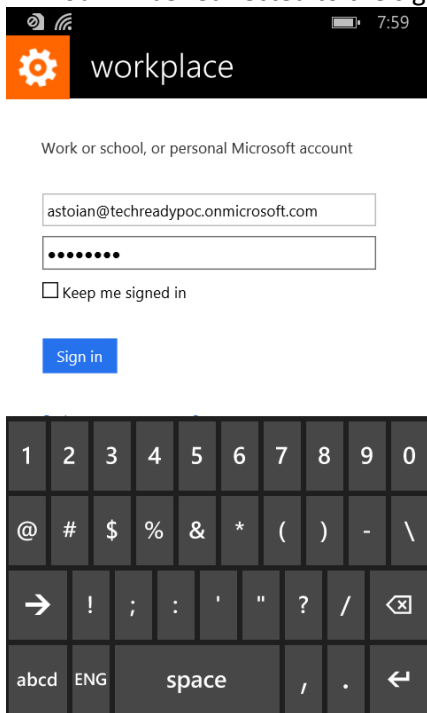 7:59
workplace
Work or school, or personal Microsoft account
astoian@techreadypoc.onmicrosoft.com
Keep me signed in
Sign in
1 2 3 4 5 6 7 8 9 0
@ # $ % & * ( ) - \
! ; : ' " ? /
abcd ENG space , .